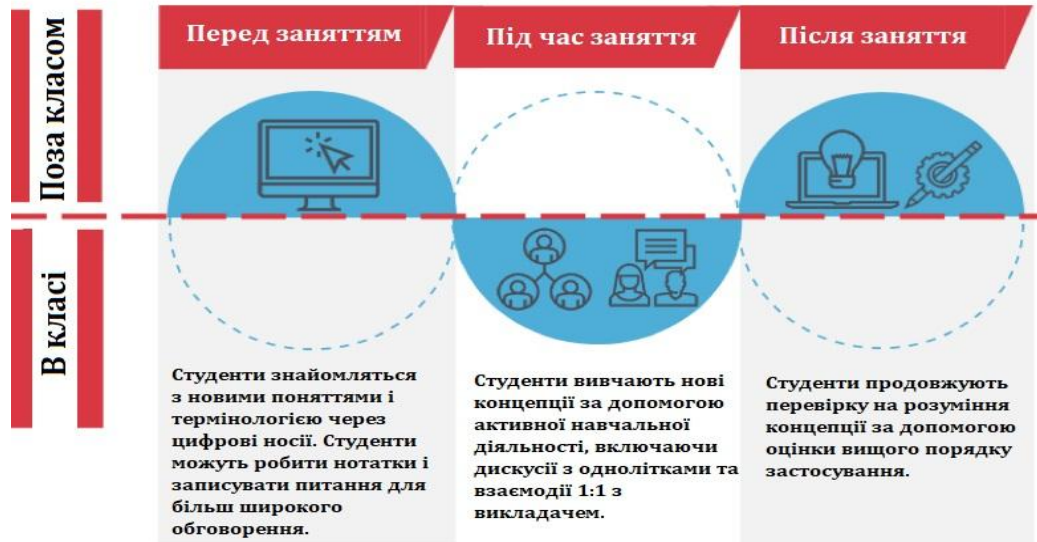 Поза класом
В класі
Перед заняттям
Під час заняття
Після заняття
Студенти знайомляться
з новими поняттями і
термінологією через
цифрові носії. Студенти
можуть робити нотатки і
записувати питання для
більш широкого
обговорення.
Студенти вивчають нові
концепції за допомогою
активної навчальної
діяльності, включаючи
дискусії з однолітками та
взаємодії 1:1 з
викладачем.
Студенти продовжують
перевірку на розуміння
концепції за допомогою
оцінки вищого порядку
застосування.